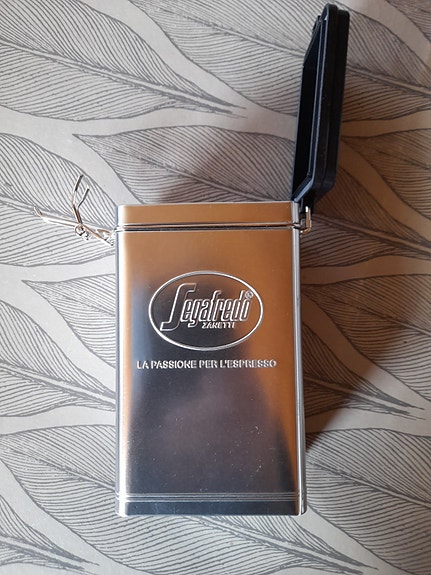 Segafredo®
ZANETTI
LA PASSIONE PER L'ESPRESSO